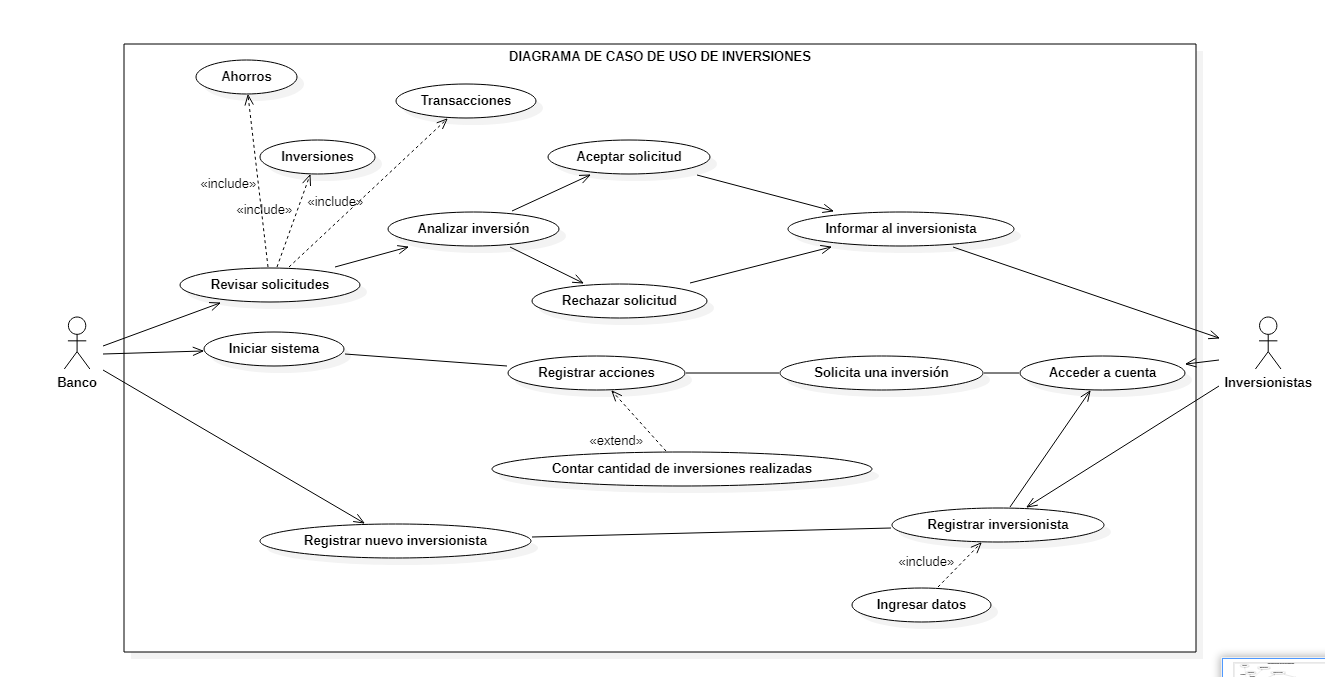 DIAGRAMA DE CASO DE USO DE INVERSIONES
Ahorros
Transacciones
Inversiones
Aceptar solicitud
«include»
«include»
«include»
Analizar inversión
Informar al inversionista
Revisar solicitudes
Rechazar solicitud
Iniciar sistema
Banco
Registrar acciones
Solicita una inversión
Acceder a cuenta
Inversionistas
«extend»
Contar cantidad de inversiones realizadas
Registrar inversionista
Registrar nuevo inversionista
«include»
Ingresar datos